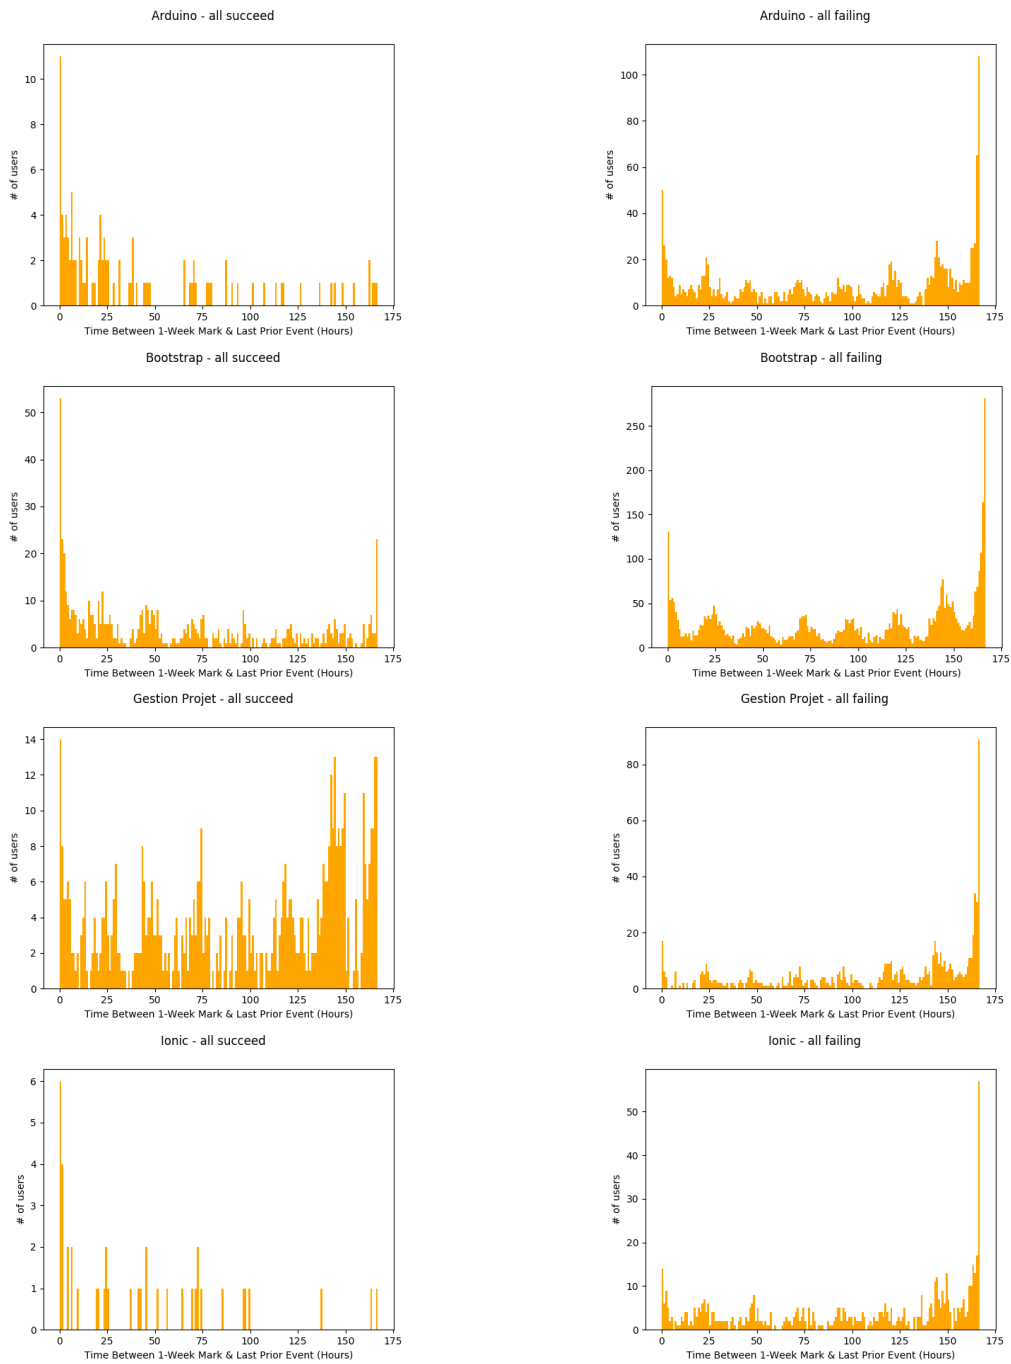 Arduino - all succeed
10
8
6
4
2
0
# of users
0 25 50 75 100 125 150 175
Time Between 1-Week Mark & Last Prior Event (Hours)
Arduino - all failing
100
80
60
40
20
0
# of users
0 25 50 75 100 125 150 175
Time Between 1-Week Mark & Last Prior Event (Hours)
Bootstrap - all succeed
50
40
30
20
10
0
# of users
0 25 50 75 100 125 150 175
Time Between 1-Week Mark & Last Prior Event (Hours)
Bootstrap - all failing
250
200
150
100
50
0
# of users
0 25 50 75 100 125 150 175
Time Between 1-Week Mark & Last Prior Event (Hours)
Gestion Projet - all succeed
14
12
10
8
6
4
2
0
# of users
0 25 50 75 100 125 150 175
Time Between 1-Week Mark & Last Prior Event (Hours)
Gestion Projet - all failing
80
60
40
20
0
# of users
0 25 50 75 100 125 150 175
Time Between 1-Week Mark & Last Prior Event (Hours)
Ionic - all succeed
6
5
4
3
2
1
0
# of users
0 25 50 75 100 125 150 175
Time Between 1-Week Mark & Last Prior Event (Hours)
Ionic - all failing
50
40
30
20
10
0
# of users
0 25 50 75 100 125 150 175
Time Between 1-Week Mark & Last Prior Event (Hours)